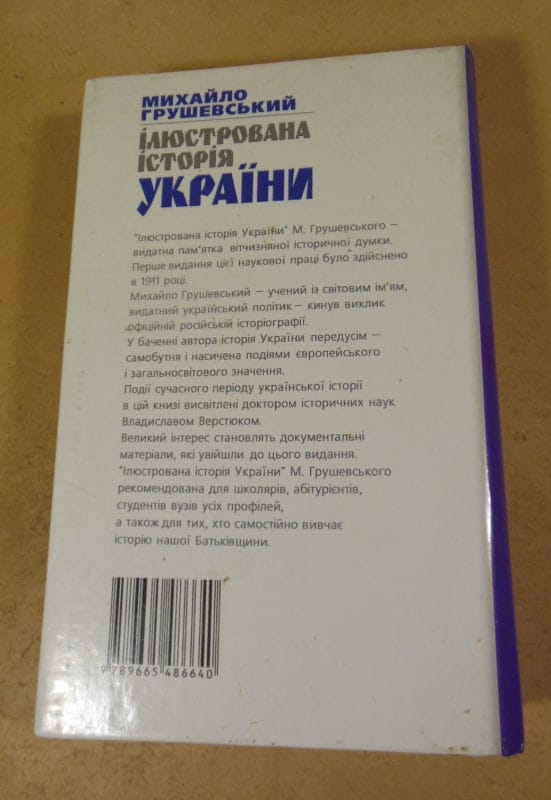 МИХАЙЛО
ГРУШЕВСЬКИЙ
ІЛЮСТРОВАНА
ІСТОРІЯ
УКРАЇНИ
"Ілюстрована історія України" М. Грушевського –
видатна пам'ятка вітчизняної історичної думки.
Перше видання цієї наукової праці було здійснено
в 1911 році.
Михайло Грушевський – учений із світовим ім'ям,
видатний український політик – кинув виклик
офіційній російській історіографії.
У баченні автора історія України передусім –
самобутня і насичена подіями європейського
і загальносвітового значення.
Події сучасного періоду української історії
в цій книзі висвітлені доктором історичних наук
Владиславом Верстюком.
Великий інтерес становлять документальні
матеріали, які увійшли до цього видання.
"Ілюстрована історія України" М. Грушевського
рекомендована для школярів, абітурієнтів,
студентів вузів усіх профілей,
а також для тих, хто самостійно вивчає
історію нашої Батьківщини.
9 789665 486640